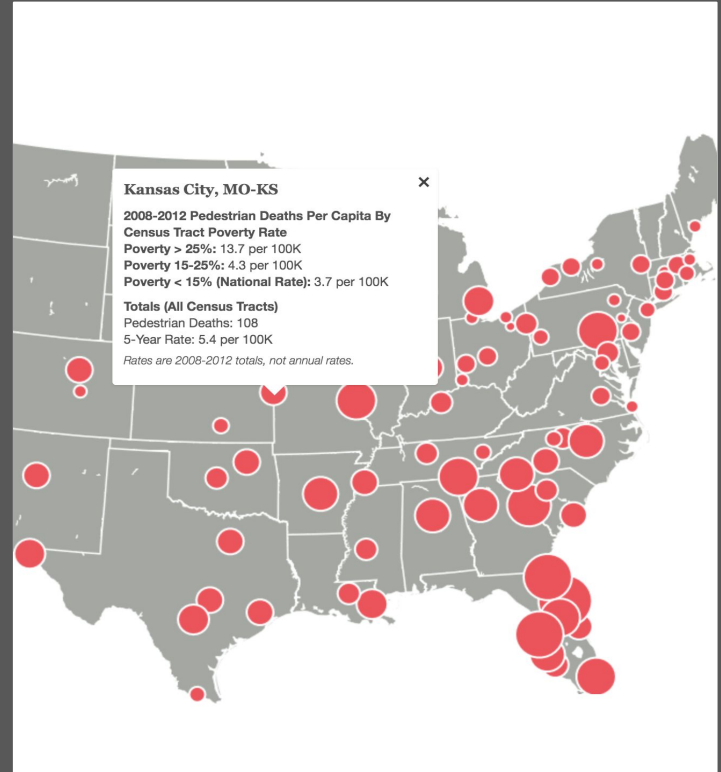 ×
Kansas City, MO-KS
2008-2012 Pedestrian Deaths Per Capita By
Census Tract Poverty Rate
Poverty > 25%: 13.7 per 100K
Poverty 15-25%: 4.3 per 100K
Poverty < 15% (National Rate): 3.7 per 100K
Totals (All Census Tracts)
Pedestrian Deaths: 108
5-Year Rate: 5.4 per 100K
Rates are 2008-2012 totals, not annual rates.